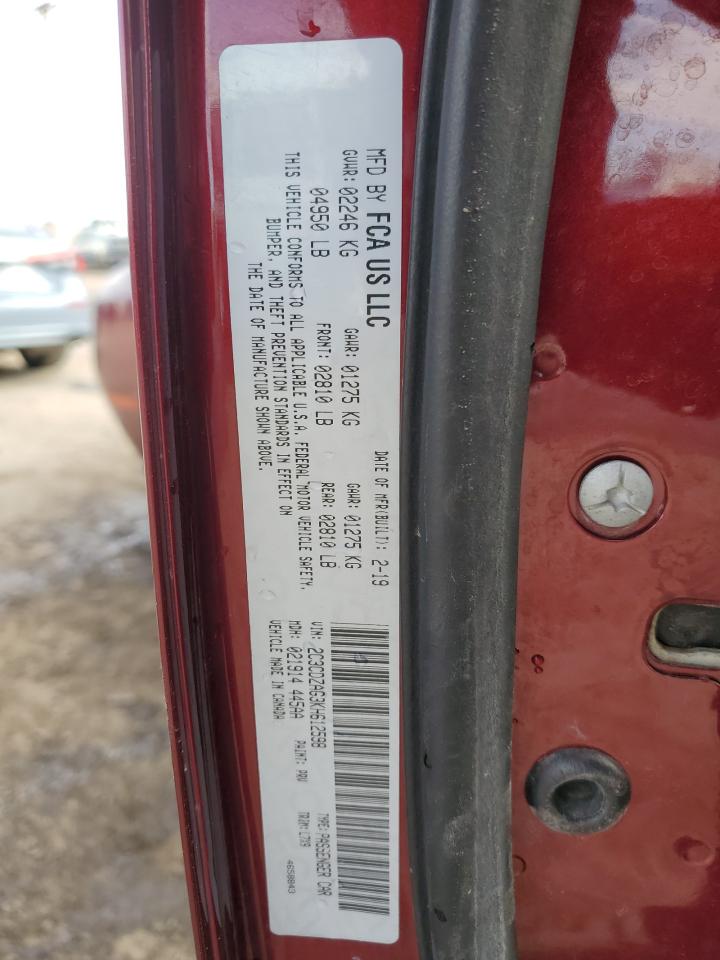 MFD BY FCA US LLC
DATE OF MFR(BUILT): 2-19
GVWR: 02246 KG GAWR: 01275 KG GAWR: 01275 KG
04950 LB FRONT: 02810 LB REAR: 02810 LB
THIS VEHICLE CONFORMS TO ALL APPLICABLE U.S.A. FEDERAL MOTOR VEHICLE SAFETY,
BUMPER, AND THEFT PREVENTION STANDARDS IN EFFECT ON
THE DATE OF MANUFACTURE SHOWN ABOVE.
VIN: 2C3CDZAG3KH612598 TYPE: PASSENGER CAR
MDH: 021914 445AA PAINT: PRV TRIM: L7X9
VEHICLE MADE IN CANADA 4658843